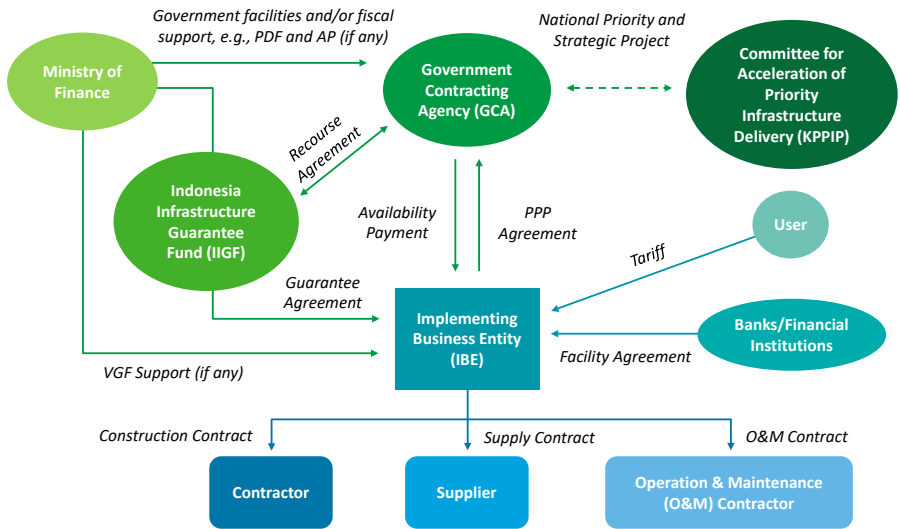 Government facilities and/or fiscal
support, e.g., PDF and AP (if any)
National Priority and
Strategic Project
Ministry of
Finance
Government
Contracting
Agency (GCA)
Committee for
Acceleration of
Priority
Infrastructure
Delivery (KPPIP)
Recourse
Agreement
Indonesia
Infrastructure
Guarantee
Fund (IIGF)
Availability
Payment
PPP
Agreement
User
Tariff
Guarantee
Agreement
Implementing
Business Entity
(IBE)
Banks/Financial
Institutions
Facility Agreement
VGF Support (if any)
Construction Contract
Supply Contract
O&M Contract
Contractor
Supplier
Operation & Maintenance
(O&M) Contractor